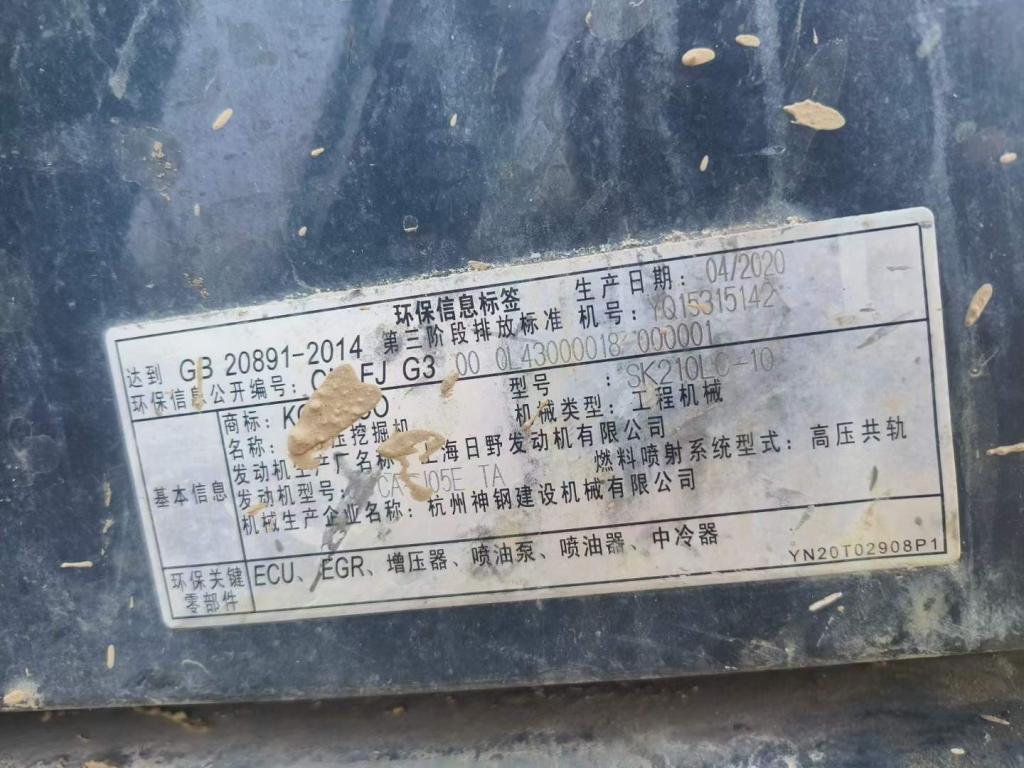 环保信息标签 生产日期: 04/2020
达到 GB 20891-2014 第三阶段排放标准 机号: YQ15315142
环保信息公开编号: FJ G3 00 0L43000018 000001
商标: 型号 : SK210LC-10
名称: 挖掘机 机械类型: 工程机械
发动机生产厂名称 海日野发动机有限公司
发动机型号: J05E TA 燃料喷射系统型式: 高压共轨
机械生产企业名称: 杭州神钢建设机械有限公司
基本信息
环保关键零部件 ECU、EGR、增压器、喷油泵、喷油器、中冷器
YN20T02908P1